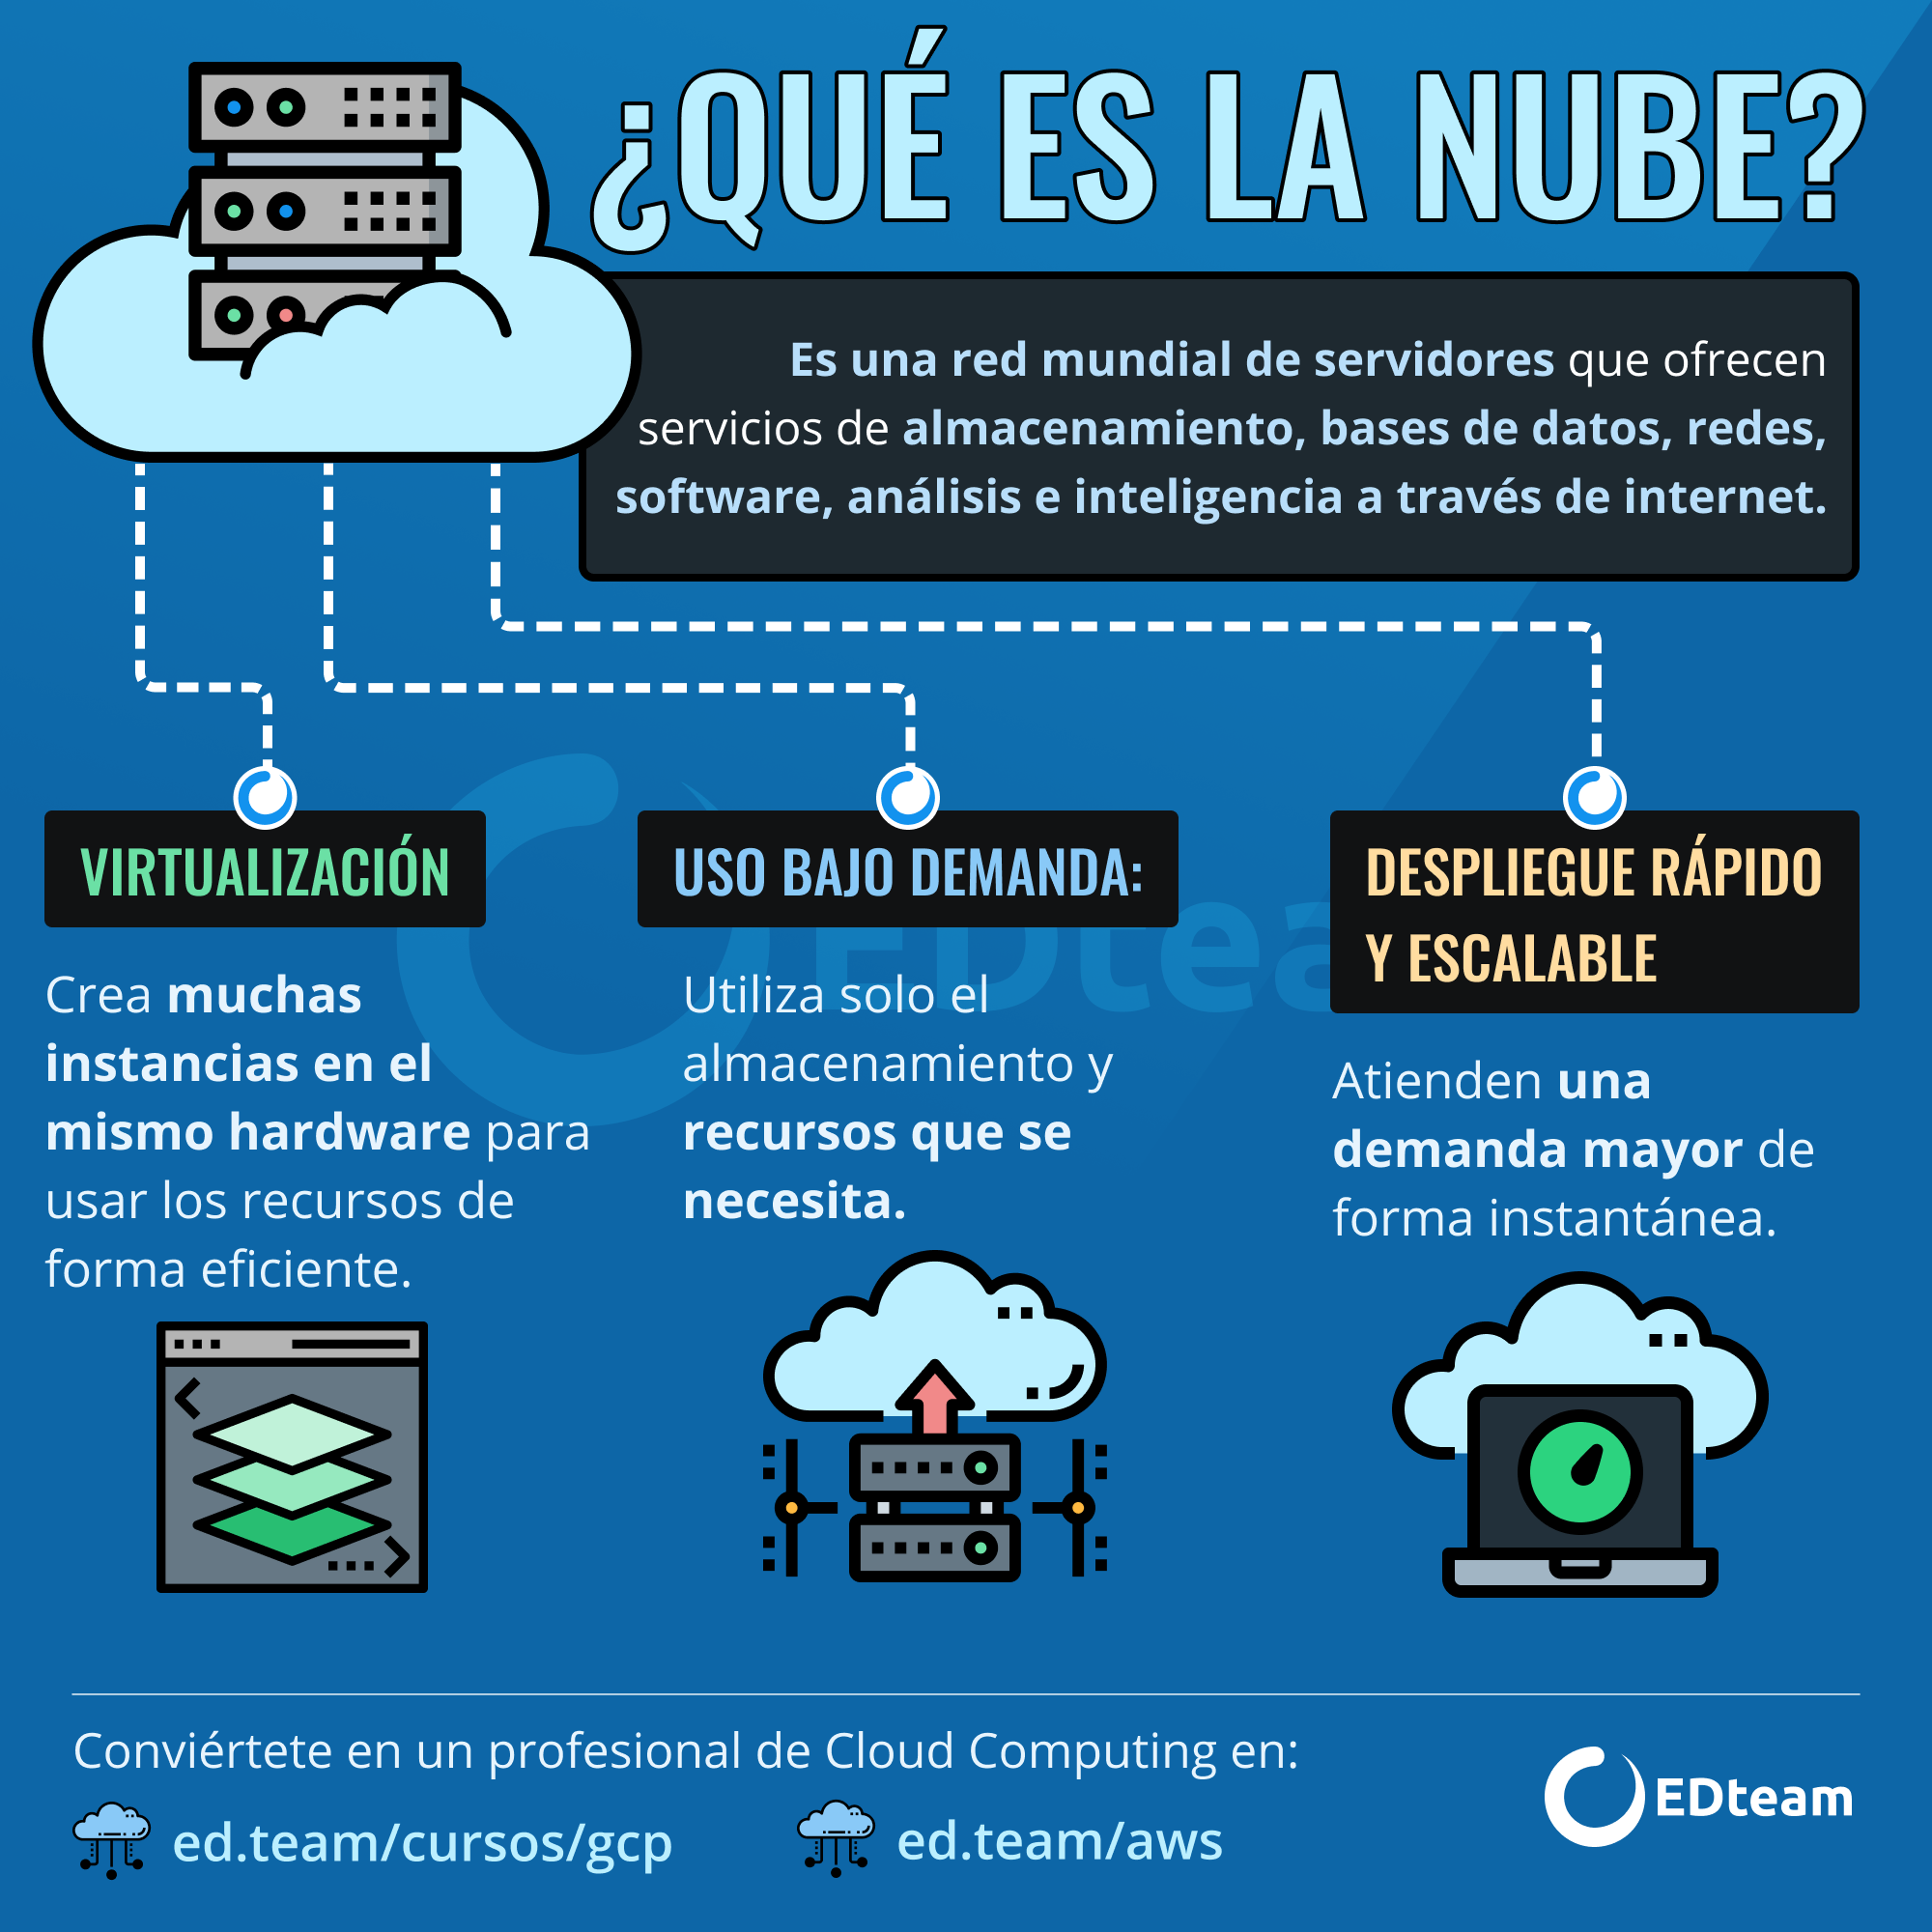 ¿QUÉ ES LA NUBE?
Es una red mundial de servidores que ofrecen
servicios de almacenamiento, bases de datos, redes,
software, análisis e inteligencia a través de internet.
VIRTUALIZACIÓN
Crea muchas
instancias en el
mismo hardware para
usar los recursos de
forma eficiente.
USO BAJO DEMANDA:
Utiliza solo el
almacenamiento y
recursos que se
necesita.
DESPLIEGUE RÁPIDO
Y ESCALABLE
Atienden una
demanda mayor de
forma instantánea.
Conviértete en un profesional de Cloud Computing en:
ed.team/cursos/gcp
ed.team/aws
EDteam